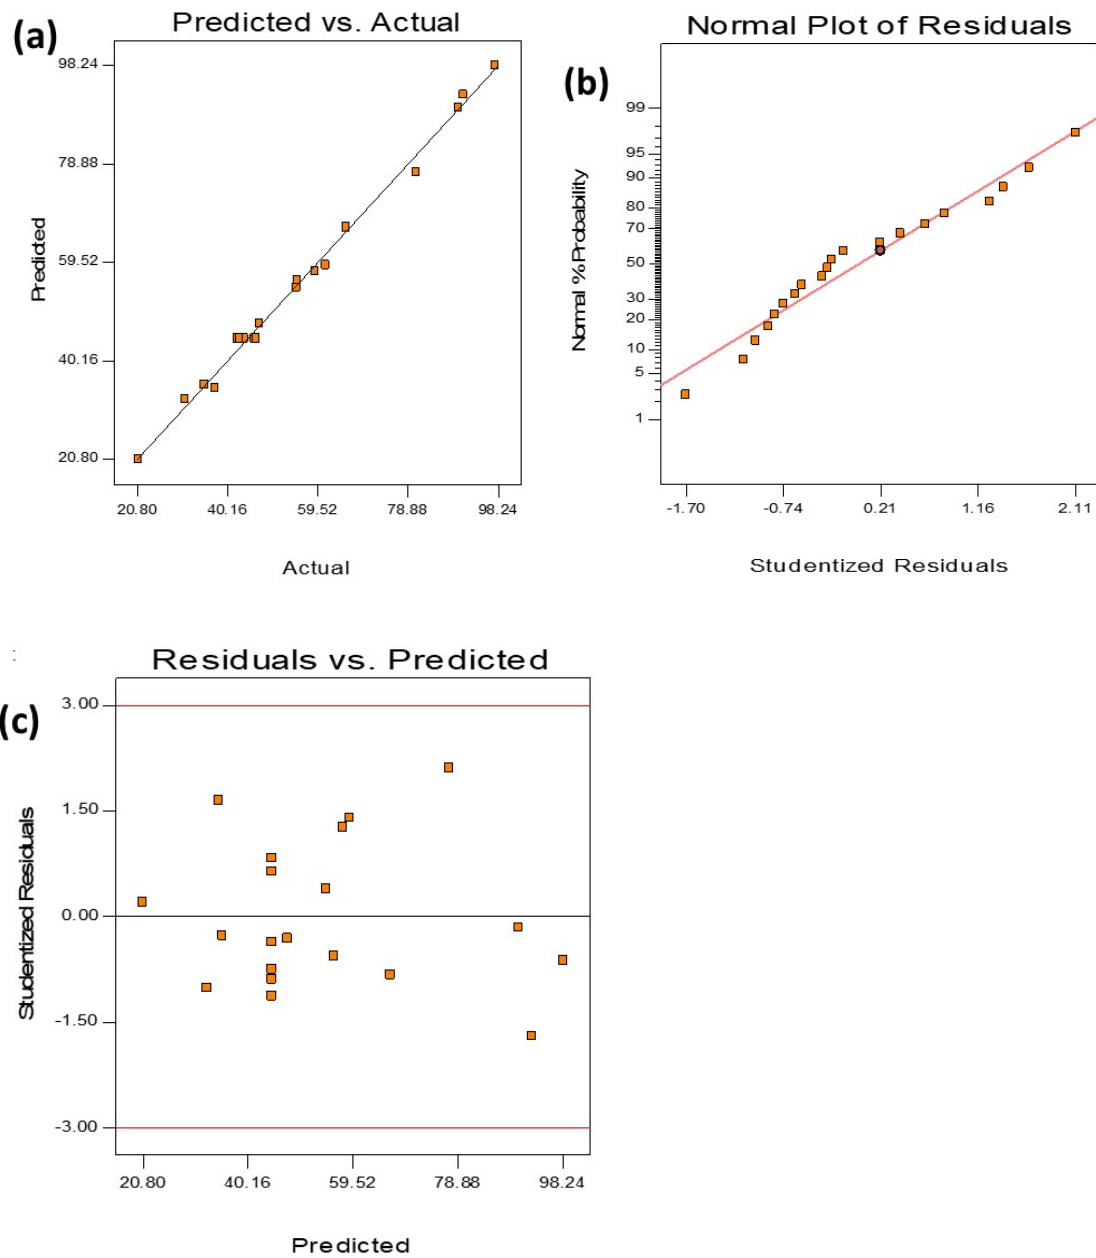 (a)
Predicted vs. Actual
98.24
78.88
59.52
40.16
20.80
Predicted
20.80 40.16 59.52 78.88 98.24
Actual
(b)
Normal Plot of Residuals
99
95
90
80
70
50
30
20
10
5
1
Normal % Probability
-1.70 -0.74 0.21 1.16 2.11
Studentized Residuals
:
(c)
Residuals vs. Predicted
3.00
1.50
0.00
-1.50
-3.00
Studentized Residuals
20.80 40.16 59.52 78.88 98.24
Predicted